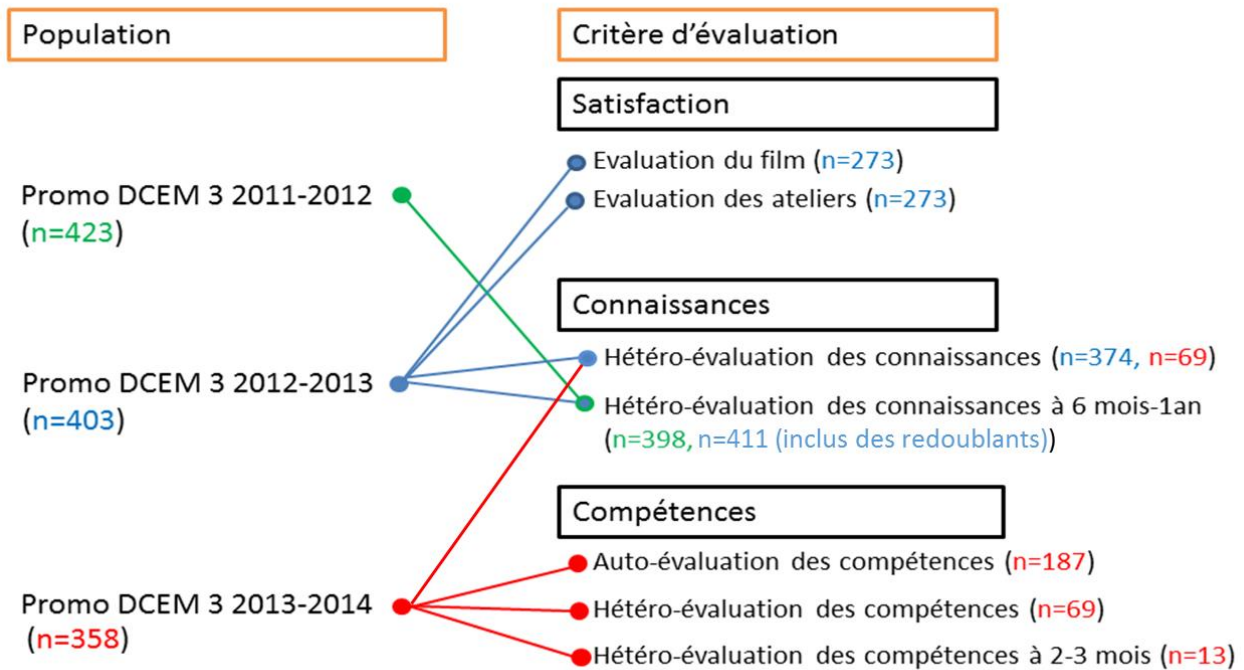 Population
Critère d'évaluation
Satisfaction
Evaluation du film (n=273)
Evaluation des ateliers (n=273)
Promo DCEM 3 2011-2012
(n=423)
Connaissances
Hétéro-évaluation des connaissances (n=374, n=69)
Hétéro-évaluation des connaissances à 6 mois-1an
(n=398, n=411 (inclus des redoublants))
Promo DCEM 3 2012-2013
(n=403)
Compétences
Auto-évaluation des compétences (n=187)
Hétéro-évaluation des compétences (n=69)
Hétéro-évaluation des compétences à 2-3 mois (n=13)
Promo DCEM 3 2013-2014
(n=358)